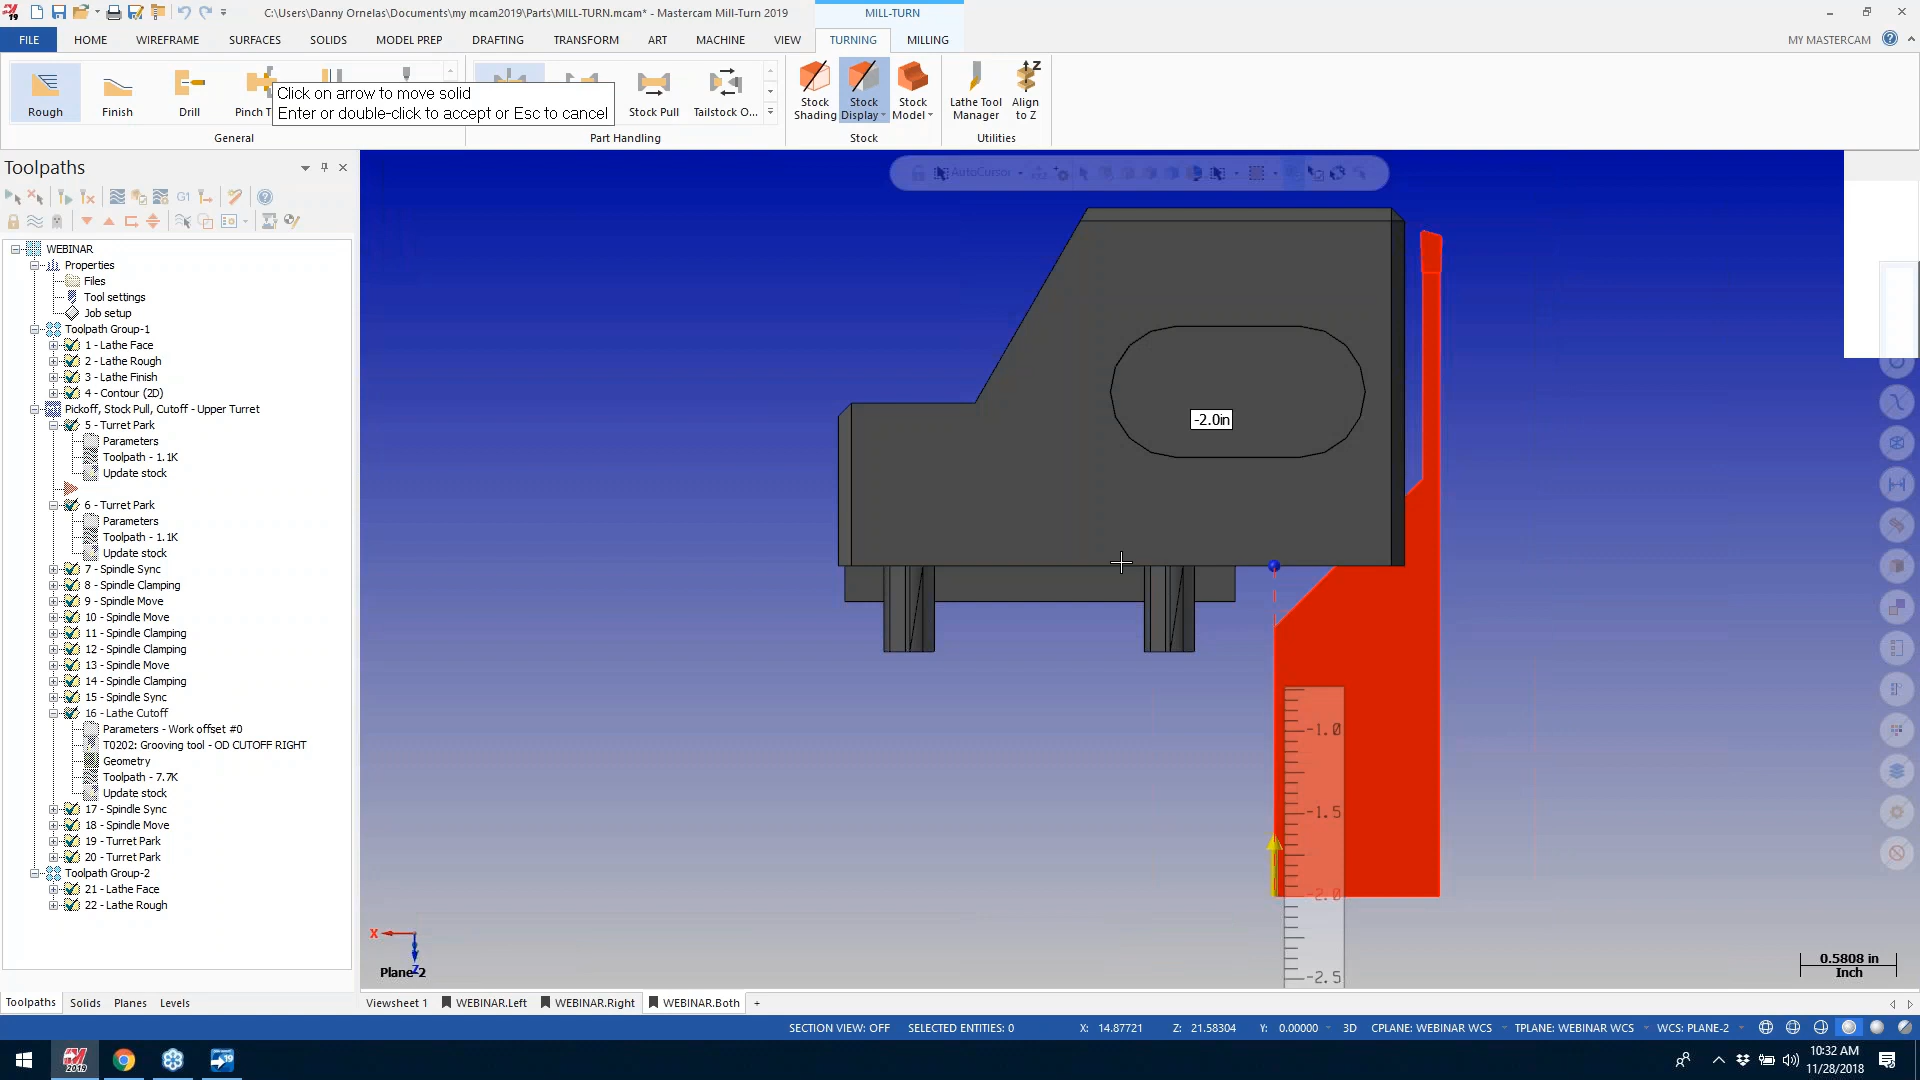 C:\Users\Danny Ornelas\Documents\my mcam2019\Parts\MILL-TURN.mcam* - Mastercam Mill-Turn 2019
MILL-TURN
FILE
HOME
WIREFRAME
SURFACES
SOLIDS
MODEL PREP
DRAFTING
TRANSFORM
ART
MACHINE
VIEW
TURNING
MILLING
MY MASTERCAM
Rough
Finish
Drill
Pinch T
Click on arrow to move solid
Enter or double-click to accept or Esc to cancel
Stock Pull
Tailstock O...
Stock Shading
Stock Display
Stock Model
Lathe Tool Manager
Align to Z
General
Part Handling
Stock
Utilities
Toolpaths
AutoCursor
G1
WEBINAR
Properties
Files
Tool settings
Job setup
Toolpath Group-1
1 - Lathe Face
2 - Lathe Rough
3 - Lathe Finish
4 - Contour (2D)
Pickoff, Stock Pull, Cutoff - Upper Turret
5 - Turret Park
Parameters
Toolpath - 1.1K
Update stock
6 - Turret Park
Parameters
Toolpath - 1.1K
Update stock
7 - Spindle Sync
8 - Spindle Clamping
9 - Spindle Move
10 - Spindle Move
11 - Spindle Clamping
12 - Spindle Clamping
13 - Spindle Move
14 - Spindle Clamping
15 - Spindle Sync
16 - Lathe Cutoff
Parameters - Work offset #0
T0202: Grooving tool - OD CUTOFF RIGHT
Geometry
Toolpath - 7.7K
Update stock
17 - Spindle Sync
18 - Spindle Move
19 - Turret Park
20 - Turret Park
Toolpath Group-2
21 - Lathe Face
22 - Lathe Rough
-2.0in
-1.0
-1.5
-2.0
-2.5
X
Z
Plane-2
0.5808 in
Inch
Toolpaths
Solids
Planes
Levels
Viewsheet 1
WEBINAR.Left
WEBINAR.Right
WEBINAR.Both
+
SECTION VIEW: OFF
SELECTED ENTITIES: 0
X: 14.87721
Z: 21.58304
Y: 0.00000
3D
CPLANE: WEBINAR WCS
TPLANE: WEBINAR WCS
WCS: PLANE-2
2019
19
10:32 AM
11/28/2018